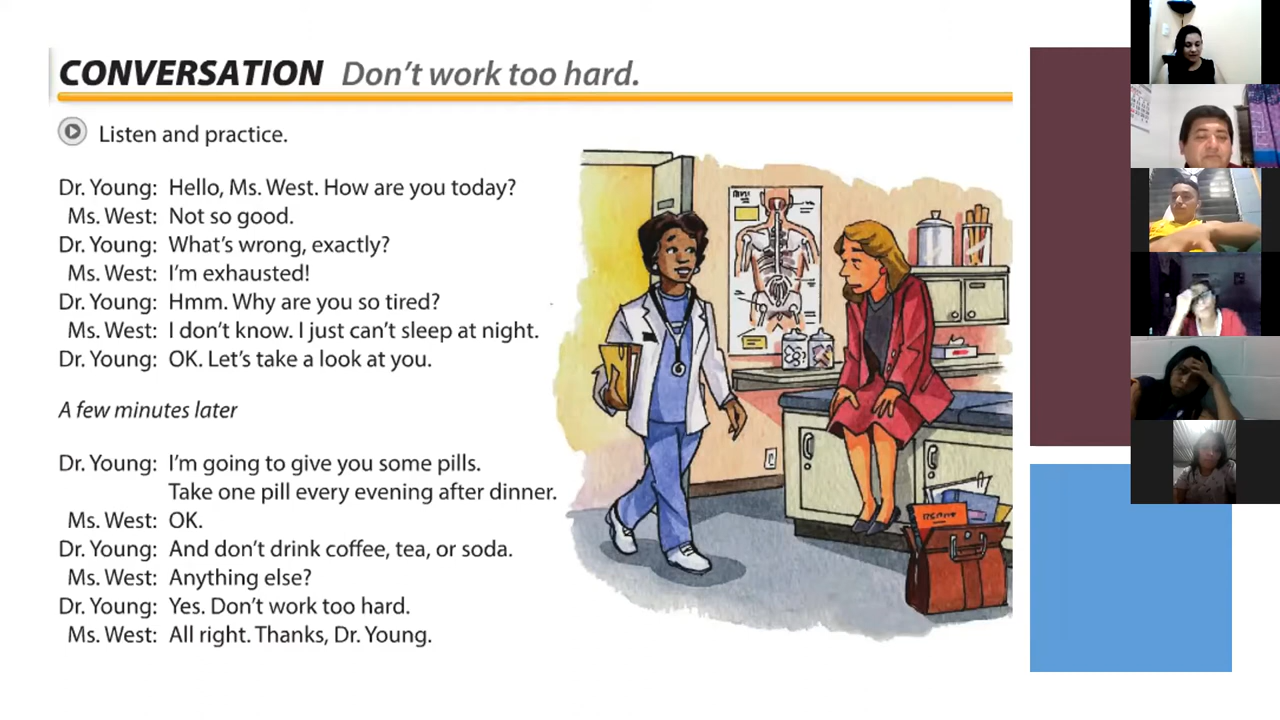 CONVERSATION Don't work too hard.
Listen and practice.
Dr. Young: Hello, Ms. West. How are you today?
Ms. West: Not so good.
Dr. Young: What's wrong, exactly?
Ms. West: I'm exhausted!
Dr. Young: Hmm. Why are you so tired?
Ms. West: I don't know. I just can't sleep at night.
Dr. Young: OK. Let's take a look at you.
A few minutes later
Dr. Young: I'm going to give you some pills.
Take one pill every evening after dinner.
Ms. West: OK.
Dr. Young: And don't drink coffee, tea, or soda.
Ms. West: Anything else?
Dr. Young: Yes. Don't work too hard.
Ms. West: All right. Thanks, Dr. Young.